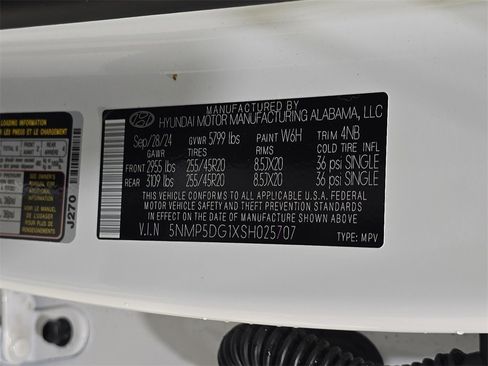 MANUFACTURED BY
HYUNDAI MOTOR MANUFACTURING ALABAMA, LLC
Sep/28/24 GVWR 5799 lbs PAINT W6H TRIM 4NB
GAWR TIRES RIMS COLD TIRE INFL
FRONT 2955 lbs 255/45R20 8.5JX20 36 psi SINGLE
REAR 3109 lbs 255/45R20 8.5JX20 36 psi SINGLE
THIS VEHICLE CONFORMS TO ALL APPLICABLE U.S.A. FEDERAL
MOTOR VEHICLE SAFETY, BUMPER, AND THEFT
PREVENTION STANDARDS IN EFFECT ON THE DATE OF
MANUFACTURE SHOWN ABOVE.
V.I.N 5NMP5DG1XSH025707 TYPE: MPV
LOADING INFORMATION
J270